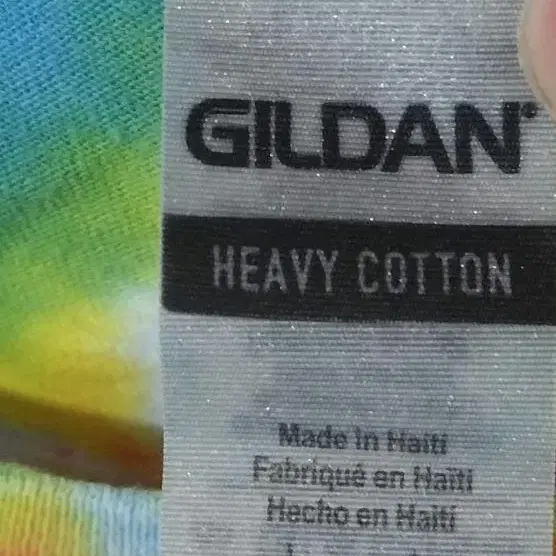 GILDAN®
HEAVY COTTON
Made in Haiti
Fabriqué en Haïti
Hecho en Haití